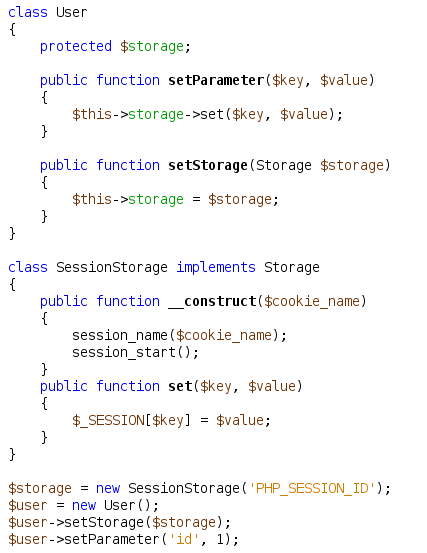 class User
{
    protected $storage;

    public function setParameter($key, $value)
    {
        $this->storage->set($key, $value);
    }

    public function setStorage(Storage $storage)
    {
        $this->storage = $storage;
    }
}

class SessionStorage implements Storage
{
    public function __construct($cookie_name)
    {
        session_name($cookie_name);
        session_start();
    }
    public function set($key, $value)
    {
        $_SESSION[$key] = $value;
    }
}

$storage = new SessionStorage('PHP_SESSION_ID');
$user = new User();
$user->setStorage($storage);
$user->setParameter('id', 1);